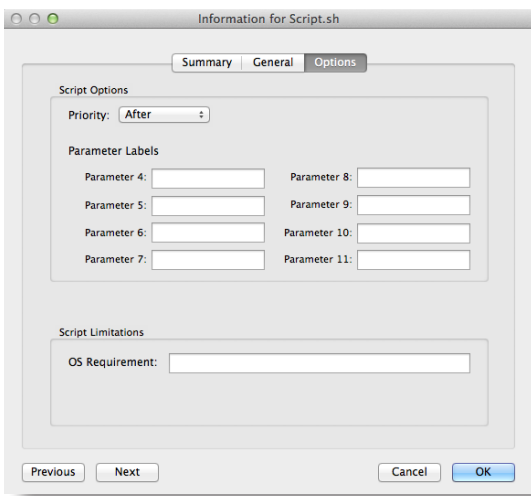 Information for Script.sh
Summary General Options
Script Options
Priority: After
Parameter Labels
Parameter 4: Parameter 8:
Parameter 5: Parameter 9:
Parameter 6: Parameter 10:
Parameter 7: Parameter 11:
Script Limitations
OS Requirement:
Previous Next Cancel OK